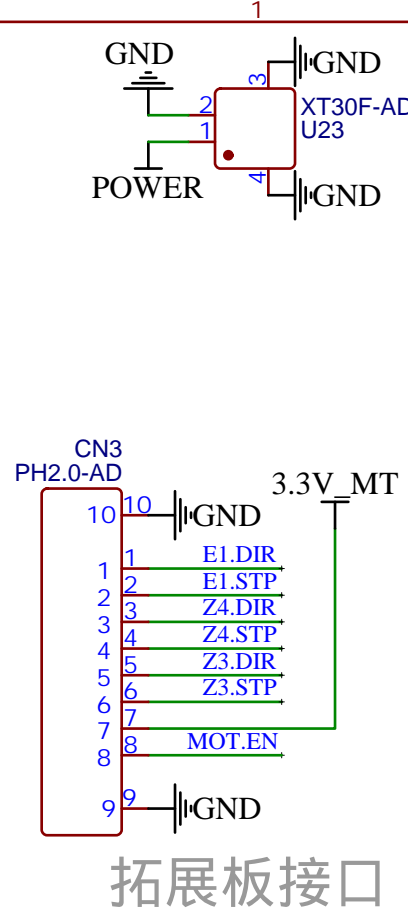 1
GND
3
GND
2
XT30F-AD
1
U23
POWER
4
GND
CN3
PH2.0-AD
3.3V_MT
10 10
GND
1 1 E1.DIR
2 2 E1.STP
3 3 Z4.DIR
4 4 Z4.STP
5 5 Z3.DIR
6 6 Z3.STP
7 7
8 8 MOT.EN
9 9
GND
拓展板接口